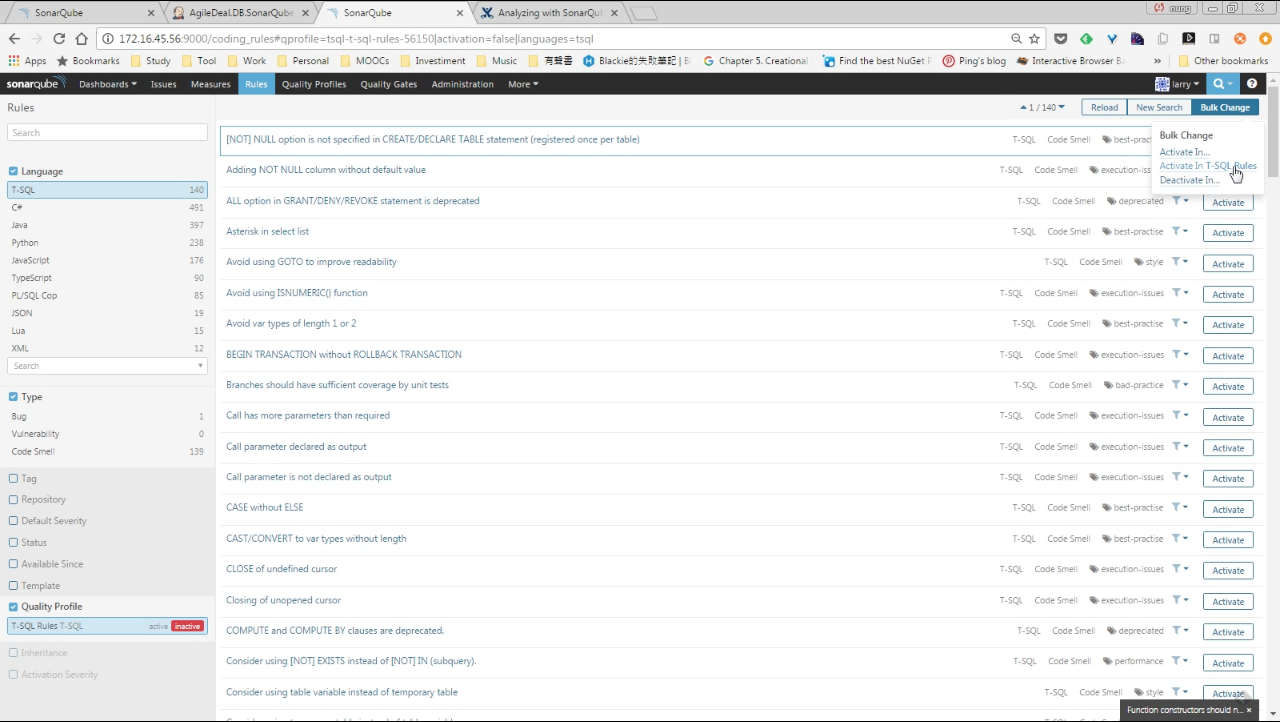 SonarQube
AgileDeal.DB.SonarQube
SonarQube
Analyzing with SonarQu
nung
172.16.45.56:9000/coding_rules#qprofile=tsql-t-sql-rules-56150|activation=false|languages=tsql
Apps Bookmarks Study Tool Work Personal MOOCs Investment Music 有聲書 Blackie的失敗筆記 | Bl Chapter 5. Creational Find the best NuGet P Ping's blog Interactive Browser Ba » Other bookmarks
sonarqube Dashboards Issues Measures Rules Quality Profiles Quality Gates Administration More larry
Rules
1 / 140 Reload New Search Bulk Change
Search
Bulk Change
Activate In...
Activate In T-SQL Rules
Deactivate In...
Language
T-SQL 140
C# 491
Java 397
Python 238
JavaScript 176
TypeScript 90
PL/SQL Cop 85
JSON 19
Lua 15
XML 12
Search
Type
Bug 1
Vulnerability 0
Code Smell 139
Tag
Repository
Default Severity
Status
Available Since
Template
Quality Profile
T-SQL Rules T-SQL active inactive
Inheritance
Activation Severity
[NOT] NULL option is not specified in CREATE/DECLARE TABLE statement (registered once per table) T-SQL Code Smell best-prac
Adding NOT NULL column without default value T-SQL Code Smell execution-iss
ALL option in GRANT/DENY/REVOKE statement is deprecated T-SQL Code Smell depreciated Activate
Asterisk in select list T-SQL Code Smell best-practise Activate
Avoid using GOTO to improve readability T-SQL Code Smell style Activate
Avoid using ISNUMERIC() function T-SQL Code Smell execution-issues Activate
Avoid var types of length 1 or 2 T-SQL Code Smell best-practise Activate
BEGIN TRANSACTION without ROLLBACK TRANSACTION T-SQL Code Smell execution-issues Activate
Branches should have sufficient coverage by unit tests T-SQL Code Smell bad-practice Activate
Call has more parameters than required T-SQL Code Smell execution-issues Activate
Call parameter declared as output T-SQL Code Smell execution-issues Activate
Call parameter is not declared as output T-SQL Code Smell execution-issues Activate
CASE without ELSE T-SQL Code Smell best-practise Activate
CAST/CONVERT to var types without length T-SQL Code Smell best-practise Activate
CLOSE of undefined cursor T-SQL Code Smell execution-issues Activate
Closing of unopened cursor T-SQL Code Smell execution-issues Activate
COMPUTE and COMPUTE BY clauses are deprecated. T-SQL Code Smell depreciated Activate
Consider using [NOT] EXISTS instead of [NOT] IN (subquery). T-SQL Code Smell performance Activate
Consider using table variable instead of temporary table T-SQL Code Smell style Activate
Function constructors should n... ×